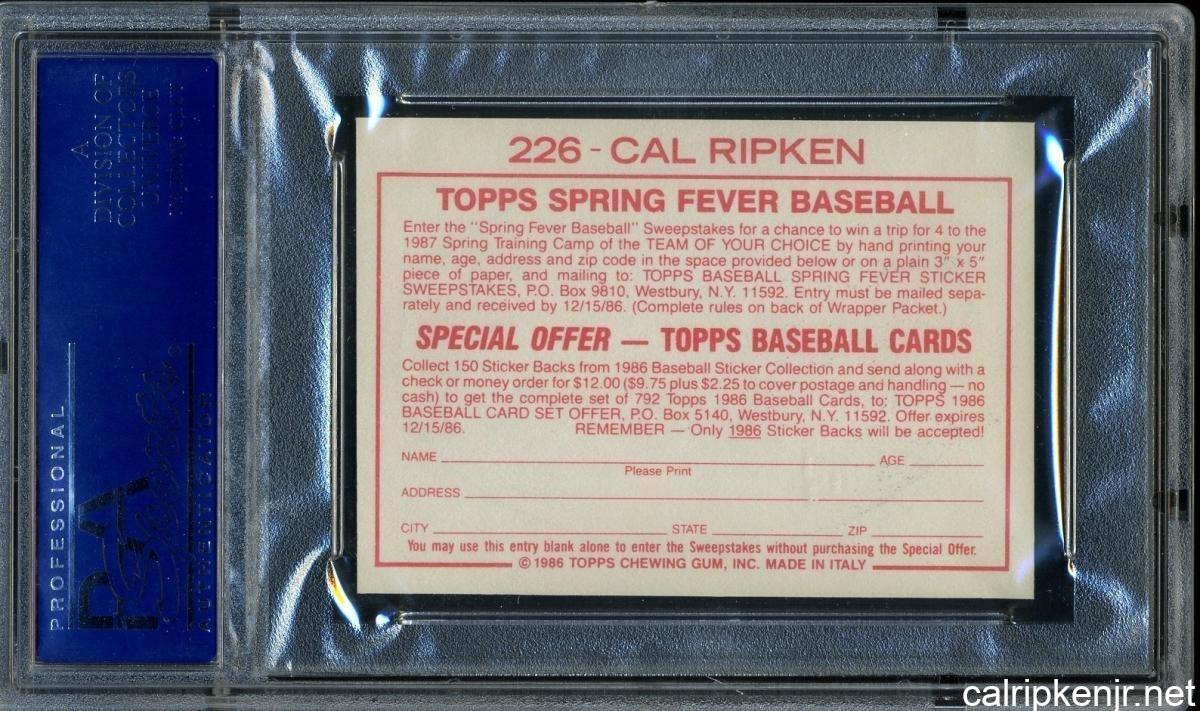 226 - CAL RIPKEN
TOPPS SPRING FEVER BASEBALL
Enter the "Spring Fever Baseball" Sweepstakes for a chance to win a trip for 4 to the
1987 Spring Training Camp of the TEAM OF YOUR CHOICE by hand printing your
name, age, address and zip code in the space provided below or on a plain 3" x 5"
piece of paper, and mailing to: TOPPS BASEBALL SPRING FEVER STICKER
SWEEPSTAKES, P.O. Box 9810, Westbury, N.Y. 11592. Entry must be mailed sepa-
rately and received by 12/15/86. (Complete rules on back of Wrapper Packet.)
SPECIAL OFFER — TOPPS BASEBALL CARDS
Collect 150 Sticker Backs from 1986 Baseball Sticker Collection and send along with a
check or money order for $12.00 ($9.75 plus $2.25 to cover postage and handling — no
cash) to get the complete set of 792 Topps 1986 Baseball Cards, to; TOPPS 1986
BASEBALL CARD SET OFFER, P.O. Box 5140, Westbury, N.Y. 11592. Offer expires
12/15/86. REMEMBER — Only 1986 Sticker Backs will be accepted!
NAME AGE
Please Print
ADDRESS
CITY STATE ZIP
You may use this entry blank alone to enter the Sweepstakes without purchasing the Special Offer.
© 1986 TOPPS CHEWING GUM, INC. MADE IN ITALY
A
DIVISION OF
COLLECTORS
UNIVERSE
PROFESSIONAL
PSA
AUTHENTICATOR
calripkenjr.net